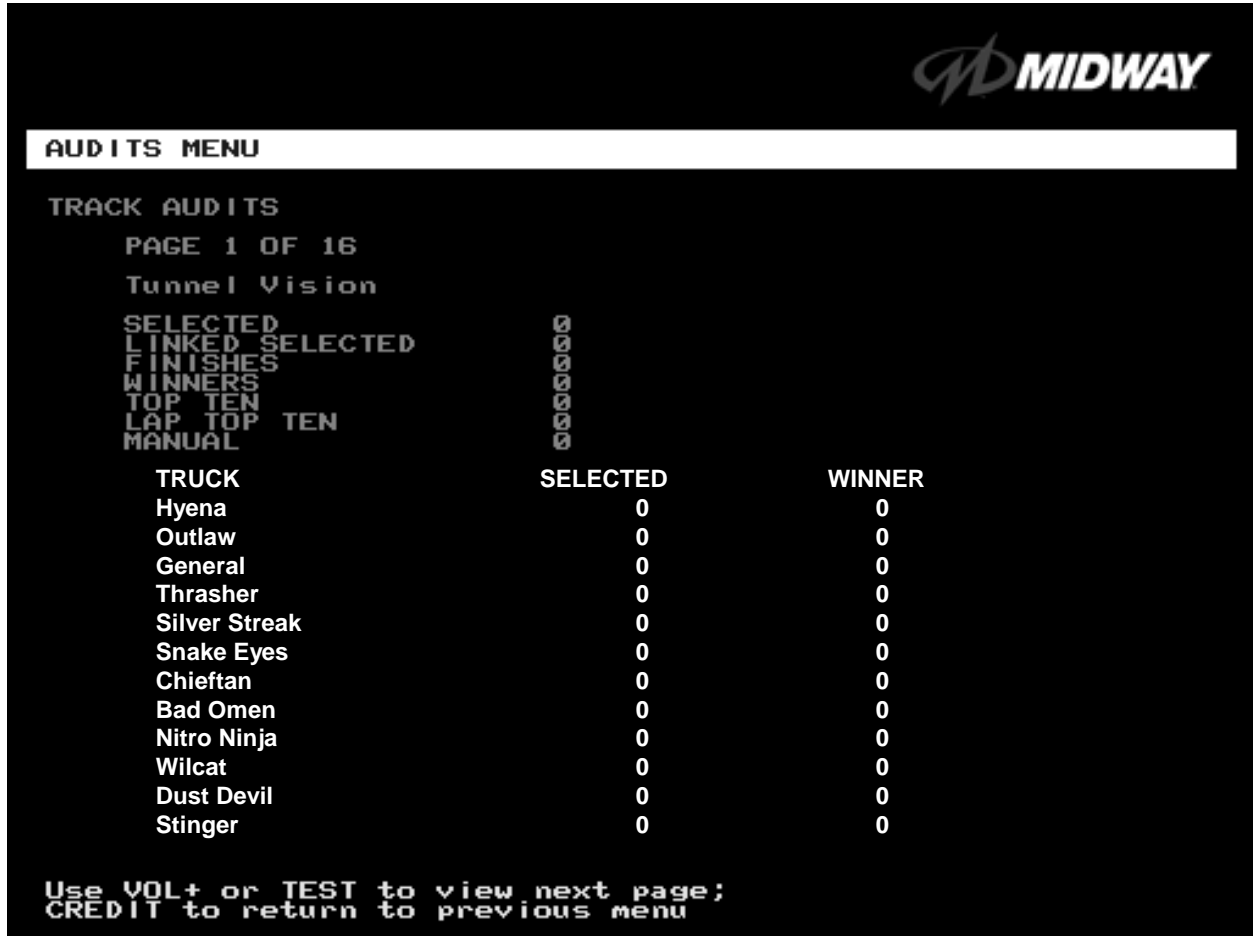 MIDWAY
AUDITS MENU
TRACK AUDITS
PAGE 1 OF 16
Tunnel Vision
SELECTED 0
LINKED SELECTED 0
FINISHES 0
WINNERS 0
TOP TEN 0
LAP TOP TEN 0
MANUAL 0
TRUCK SELECTED WINNER
Hyena 0 0
Outlaw 0 0
General 0 0
Thrasher 0 0
Silver Streak 0 0
Snake Eyes 0 0
Chieftan 0 0
Bad Omen 0 0
Nitro Ninja 0 0
Wilcat 0 0
Dust Devil 0 0
Stinger 0 0
Use VOL+ or TEST to view next page;
CREDIT to return to previous menu